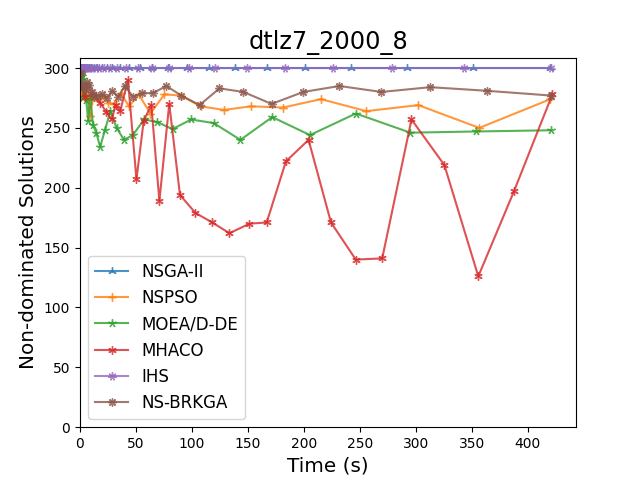 dtlz7_2000_8
Non-dominated Solutions
300
250
200
150
100
50
0
NSGA-II
NSPSO
MOEA/D-DE
MHACO
IHS
NS-BRKGA
0 50 100 150 200 250 300 350 400
Time (s)